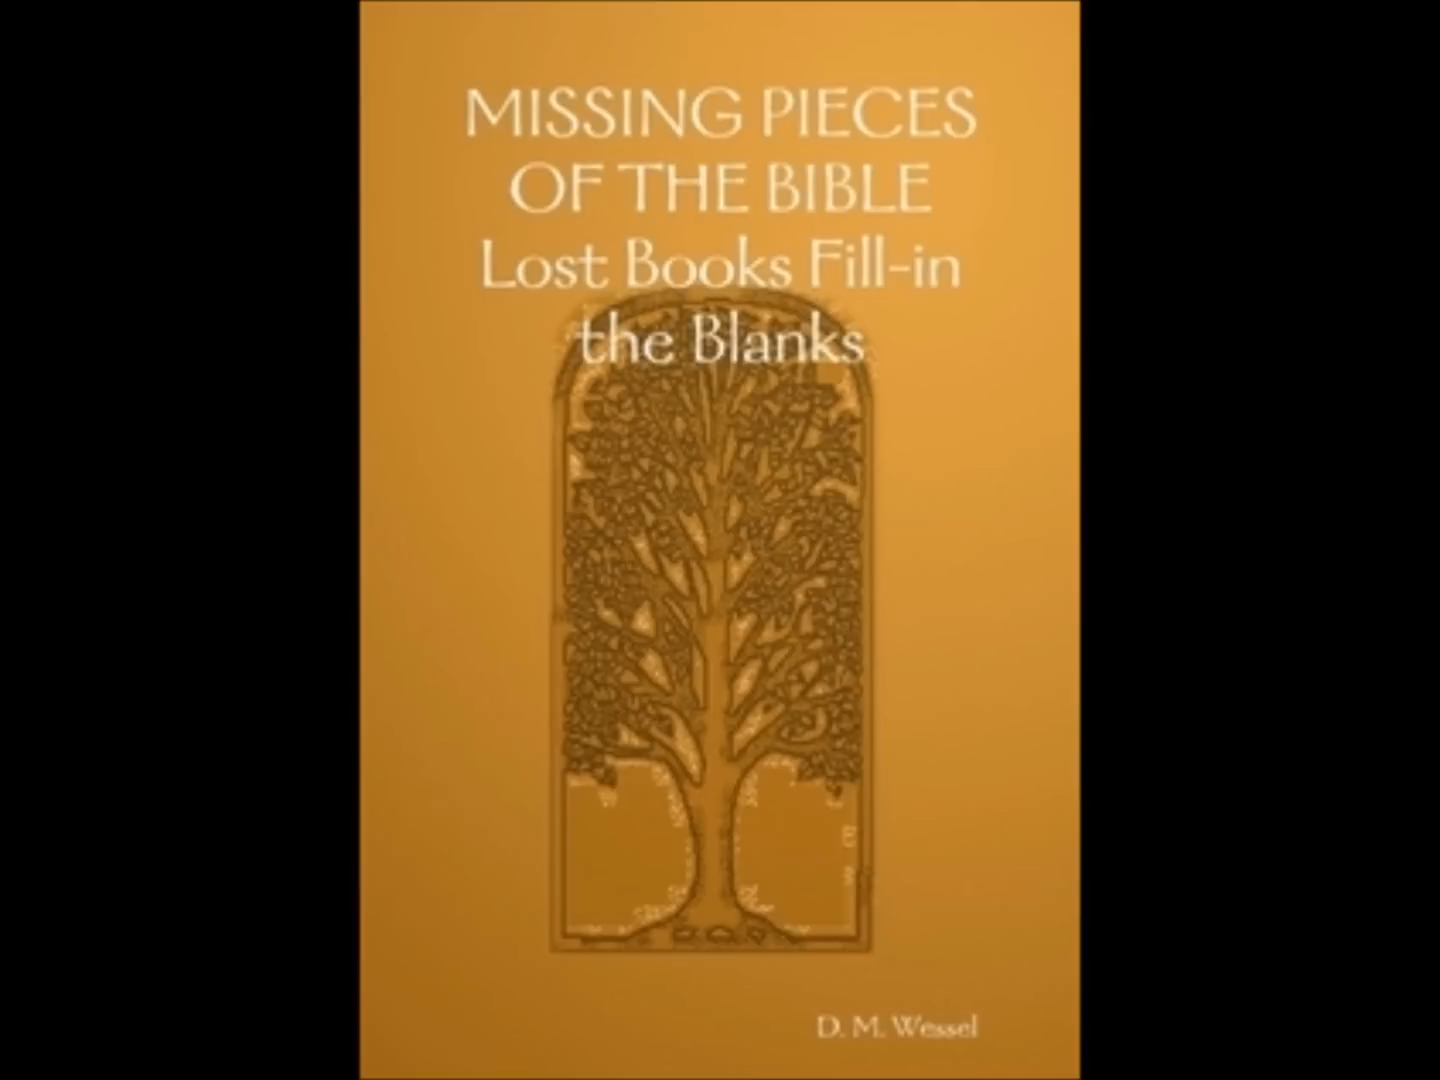 MISSING PIECES
OF THE BIBLE
Lost Books Fill-in
the Blanks
D. M. Wessel